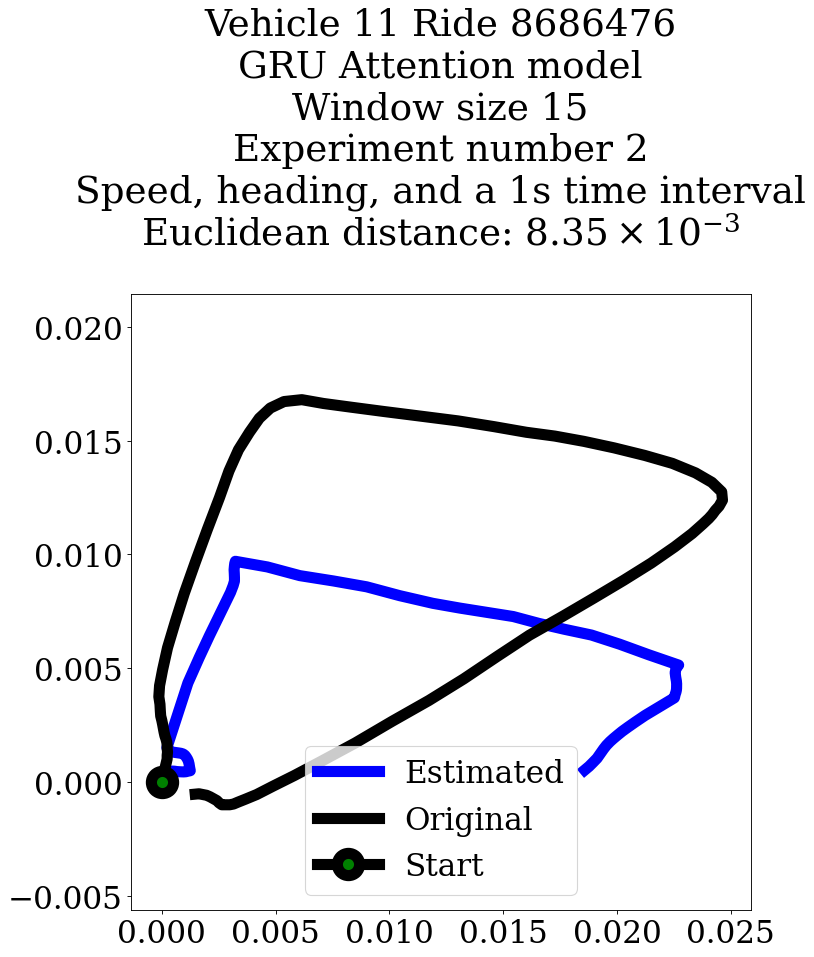 Vehicle 11 Ride 8686476
GRU Attention model
Window size 15
Experiment number 2
Speed, heading, and a 1s time interval
Euclidean distance: 8.35 × 10⁻³
0.020
0.015
0.010
0.005
0.000
−0.005
Estimated
Original
Start
0.000 0.005 0.010 0.015 0.020 0.025